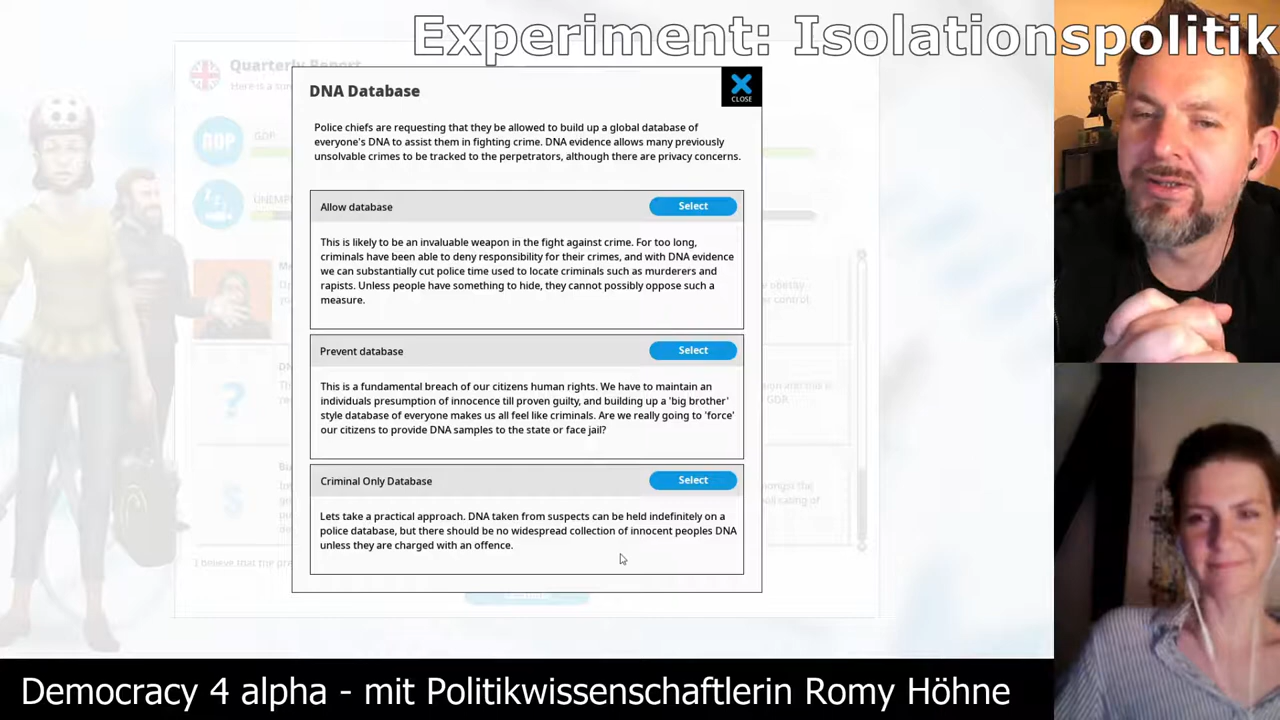 Experiment: Isolationspolitik
Quarterly Report
DNA Database
CLOSE
Police chiefs are requesting that they be allowed to build up a global database of
everyone's DNA to assist them in fighting crime. DNA evidence allows many previously
unsolvable crimes to be tracked to the perpetrators, although there are privacy concerns.
GDP
Allow database
Select
This is likely to be an invaluable weapon in the fight against crime. For too long,
criminals have been able to deny responsibility for their crimes, and with DNA evidence
we can substantially cut police time used to locate criminals such as murderers and
rapists. Unless people have something to hide, they cannot possibly oppose such a
measure.
Prevent database
Select
This is a fundamental breach of our citizens human rights. We have to maintain an
individuals presumption of innocence till proven guilty, and building up a 'big brother'
style database of everyone makes us all feel like criminals. Are we really going to 'force'
our citizens to provide DNA samples to the state or face jail?
Criminal Only Database
Select
Lets take a practical approach. DNA taken from suspects can be held indefinitely on a
police database, but there should be no widespread collection of innocent peoples DNA
unless they are charged with an offence.
Democracy 4 alpha - mit Politikwissenschaftlerin Romy Höhne